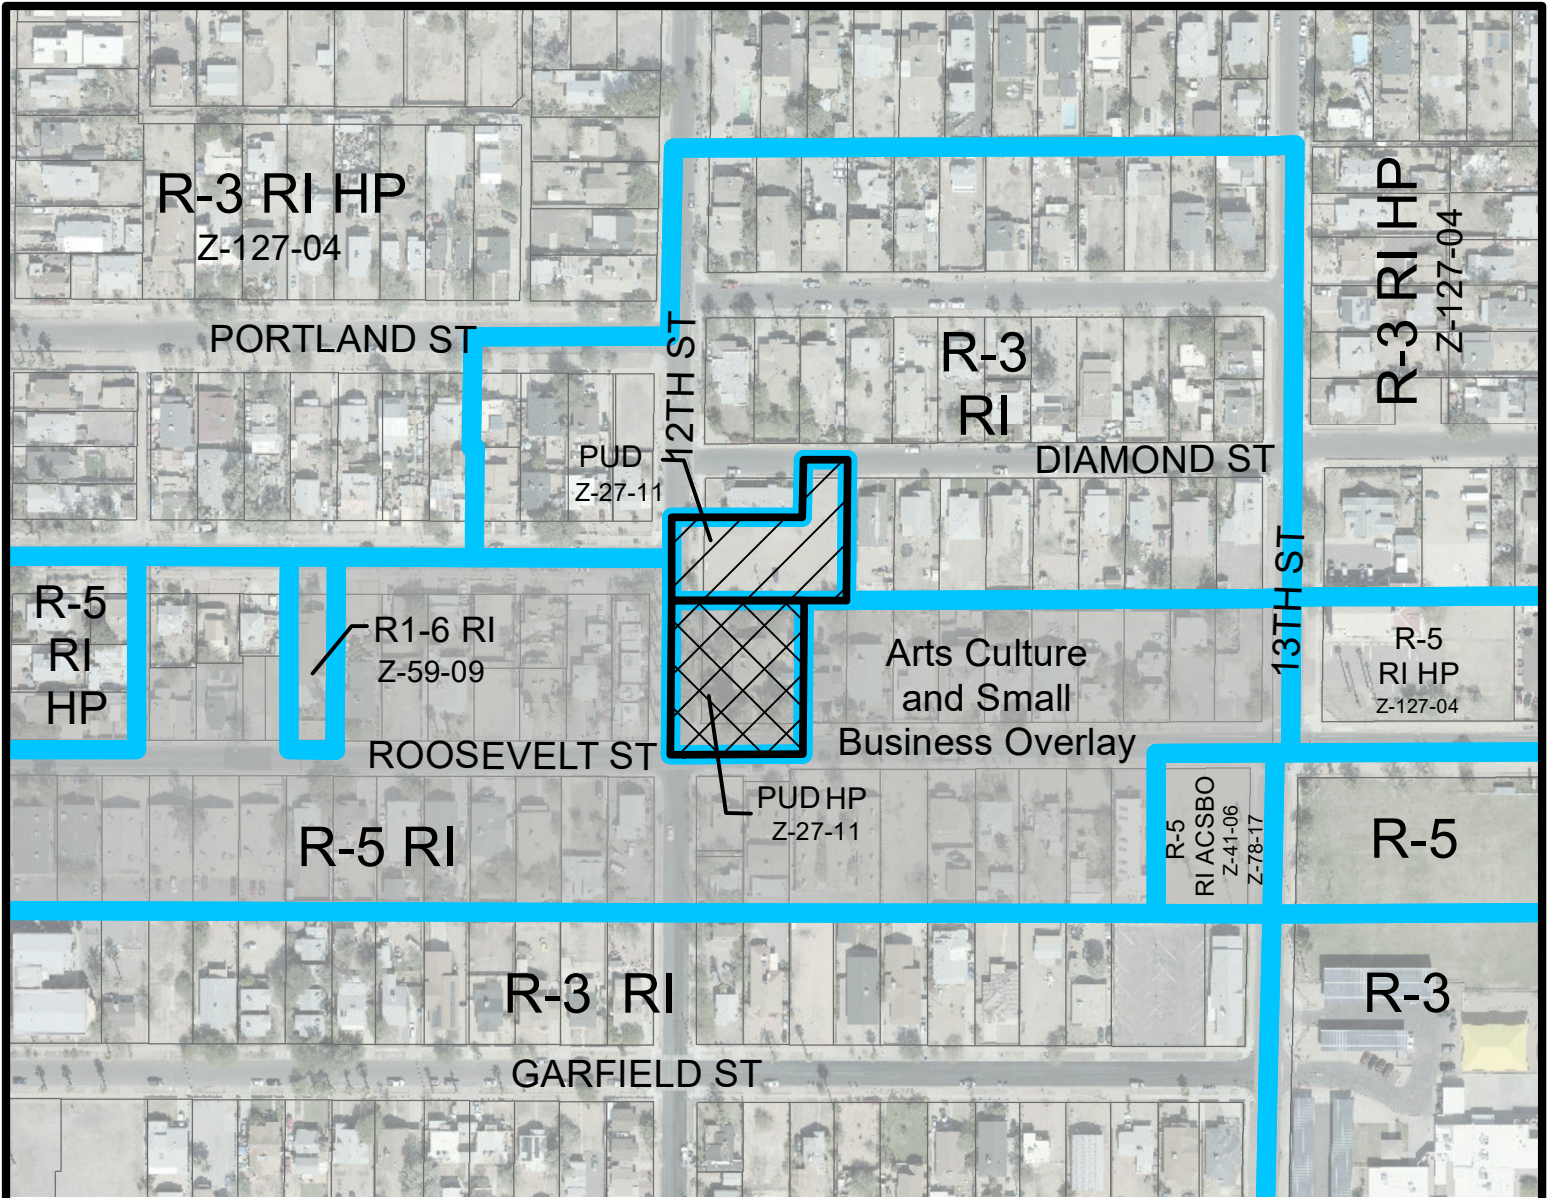 R-3 RI HP
Z-127-04
R-3 RI HP
Z-127-04
PORTLAND ST
12TH ST
R-3
RI
PUD
Z-27-11
DIAMOND ST
13TH ST
R-5
RI
HP
R1-6 RI
Z-59-09
Arts Culture
and Small
Business Overlay
R-5
RI HP
Z-127-04
ROOSEVELT ST
PUD HP
Z-27-11
R-5 RI
R-5
RI ACSBO
Z-41-06
Z-78-17
R-5
R-3 RI
R-3
GARFIELD ST